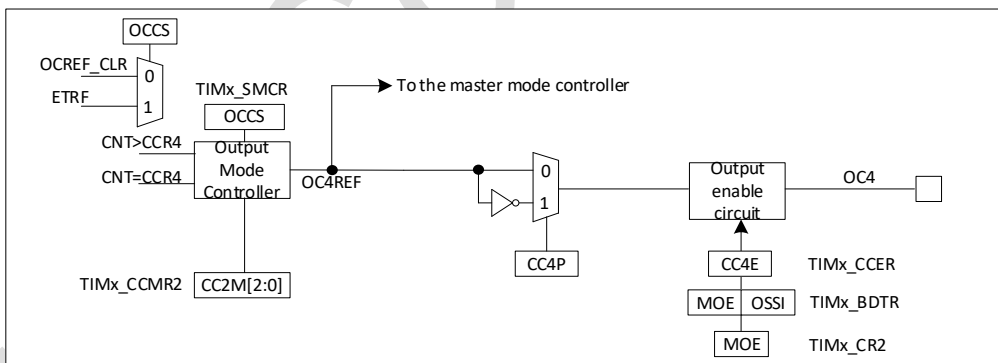 OCCS
OCREF_CLR
0
ETRF
1
TIMx_SMCR
To the master mode controller
OCCS
CNT>CCR4
Output
Mode
Controller
CNT=CCR4
OC4REF
0
1
Output
enable
circuit
OC4
CC4P
CC4E
TIMx_CCER
TIMx_CCMR2
CC2M[2:0]
MOE
OSSI
TIMx_BDTR
MOE
TIMx_CR2